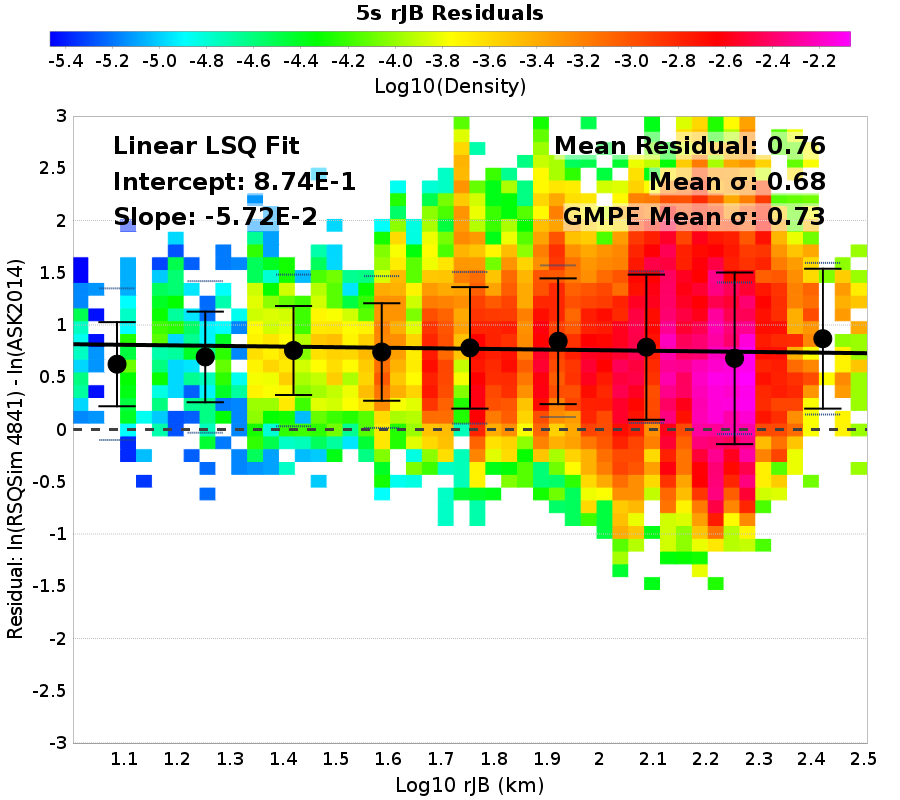 5s rJB Residuals
-5.4 -5.2 -5.0 -4.8 -4.6 -4.4 -4.2 -4.0 -3.8 -3.6 -3.4 -3.2 -3.0 -2.8 -2.6 -2.4 -2.2
Log10(Density)
Linear LSQ Fit
Intercept: 8.74E-1
Slope: -5.72E-2
Mean Residual: 0.76
Mean σ: 0.68
GMPE Mean σ: 0.73
Residual: ln(RSQSim 4841) - ln(ASK2014)
3
2.5
2
1.5
1
0.5
0
-0.5
-1
-1.5
-2
-2.5
-3
1.1 1.2 1.3 1.4 1.5 1.6 1.7 1.8 1.9 2 2.1 2.2 2.3 2.4 2.5
Log10 rJB (km)